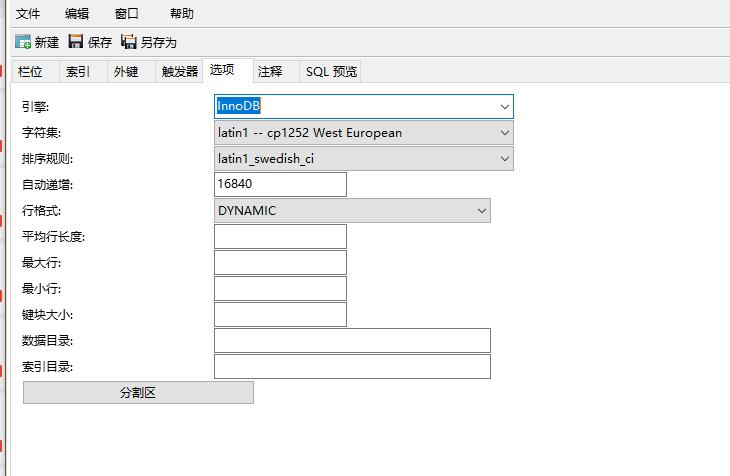 文件 编辑 窗口 帮助
新建 保存 另存为
栏位 索引 外键 触发器 选项 注释 SQL 预览
引擎: InnoDB
字符集: latin1 -- cp1252 West European
排序规则: latin1_swedish_ci
自动递增: 16840
行格式: DYNAMIC
平均行长度:
最大行:
最小行:
键块大小:
数据目录:
索引目录:
分割区